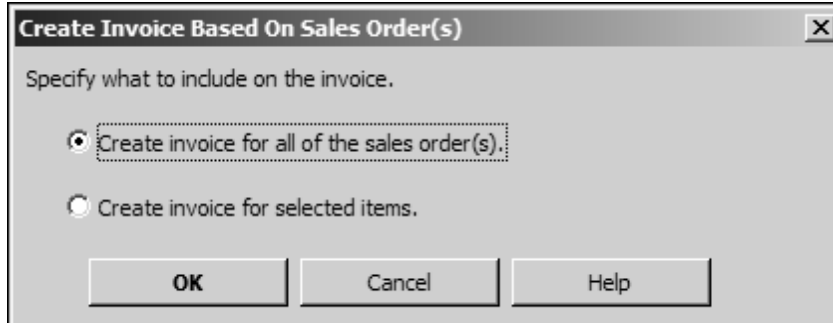 Create Invoice Based On Sales Order(s)
Specify what to include on the invoice.
Create invoice for all of the sales order(s).
Create invoice for selected items.
OK Cancel Help